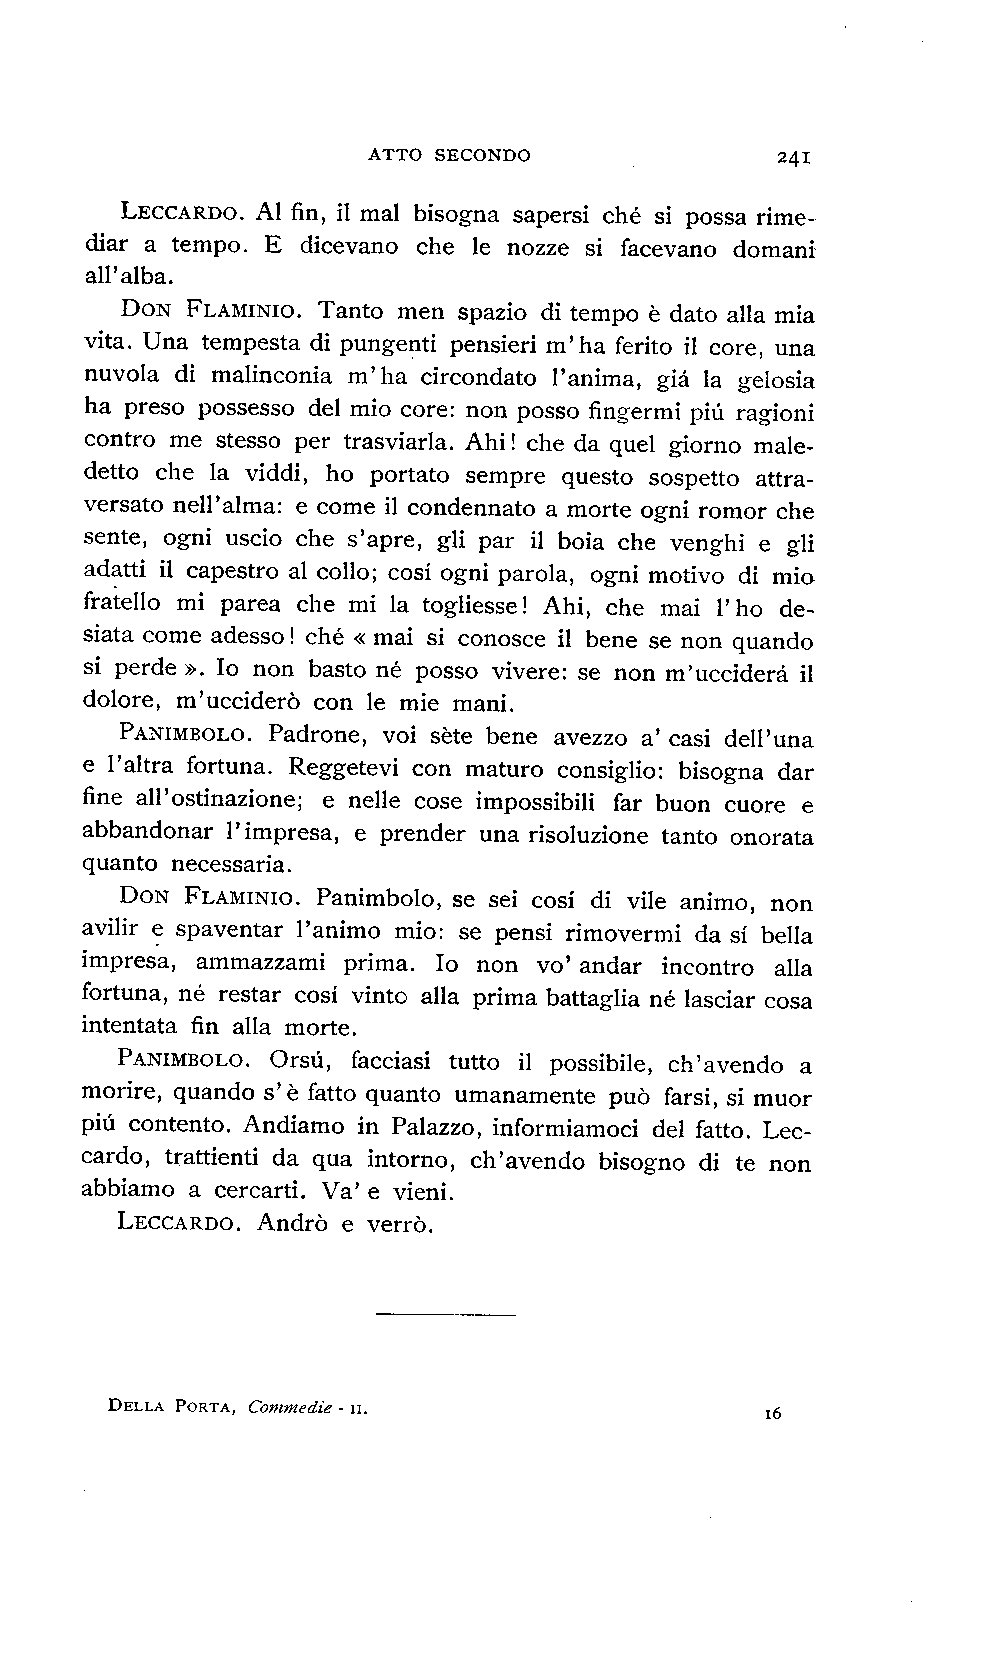 ATTO SECONDO 241
LECCARDO. Al fin, il mal bisogna sapersi ché si possa rime-
diar a tempo. E dicevano che le nozze si facevano domani
all'alba.
DON FLAMINIO. Tanto men spazio di tempo è dato alla mia
vita. Una tempesta di pungenti pensieri m'ha ferito il core, una
nuvola di malinconia m'ha circondato l'anima, giá la gelosia
ha preso possesso del mio core: non posso fingermi piú ragioni
contro me stesso per trasviarla. Ahi! che da quel giorno male-
detto che la viddi, ho portato sempre questo sospetto attra-
versato nell'alma: e come il condennato a morte ogni romor che
sente, ogni uscio che s'apre, gli par il boia che venghi e gli
adatti il capestro al collo; cosí ogni parola, ogni motivo di mio
fratello mi parea che mi la togliesse! Ahi, che mai l'ho de-
siata come adesso! ché « mai si conosce il bene se non quando
si perde ». Io non basto né posso vivere: se non m'ucciderá il
dolore, m'ucciderò con le mie mani.
PANIMBOLO. Padrone, voi sète bene avezzo a' casi dell'una
e l'altra fortuna. Reggetevi con maturo consiglio: bisogna dar
fine all'ostinazione; e nelle cose impossibili far buon cuore e
abbandonar l'impresa, e prender una risoluzione tanto onorata
quanto necessaria.
DON FLAMINIO. Panimbolo, se sei cosí di vile animo, non
avilir e spaventar l'animo mio: se pensi rimovermi da sí bella
impresa, ammazzami prima. Io non vo' andar incontro alla
fortuna, né restar cosí vinto alla prima battaglia né lasciar cosa
intentata fin alla morte.
PANIMBOLO. Orsú, facciasi tutto il possibile, ch'avendo a
morire, quando s'è fatto quanto umanamente può farsi, si muor
piú contento. Andiamo in Palazzo, informiamoci del fatto. Lec-
cardo, trattienti da qua intorno, ch'avendo bisogno di te non
abbiamo a cercarti. Va' e vieni.
LECCARDO. Andrò e verrò.
DELLA PORTA, Commedie - II. 16